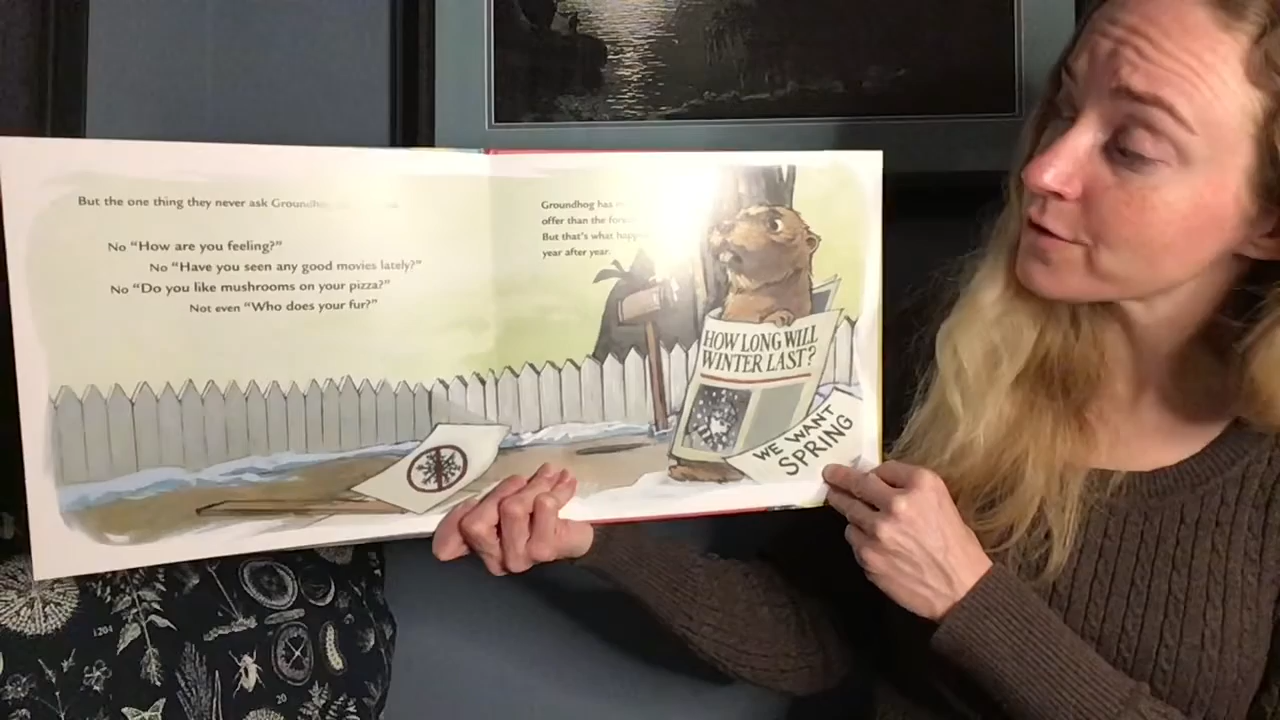 But the one thing they never ask
No "How are you feeling?"
No "Have you seen any good movies lately?"
No "Do you like mushrooms on your pizza?"
Not even "Who does your fur?"
Groundhog has
offer than the
But that's what
year after year.
HOW LONG WILL
WINTER LAST?
WE WANT
SPRING
1204
20